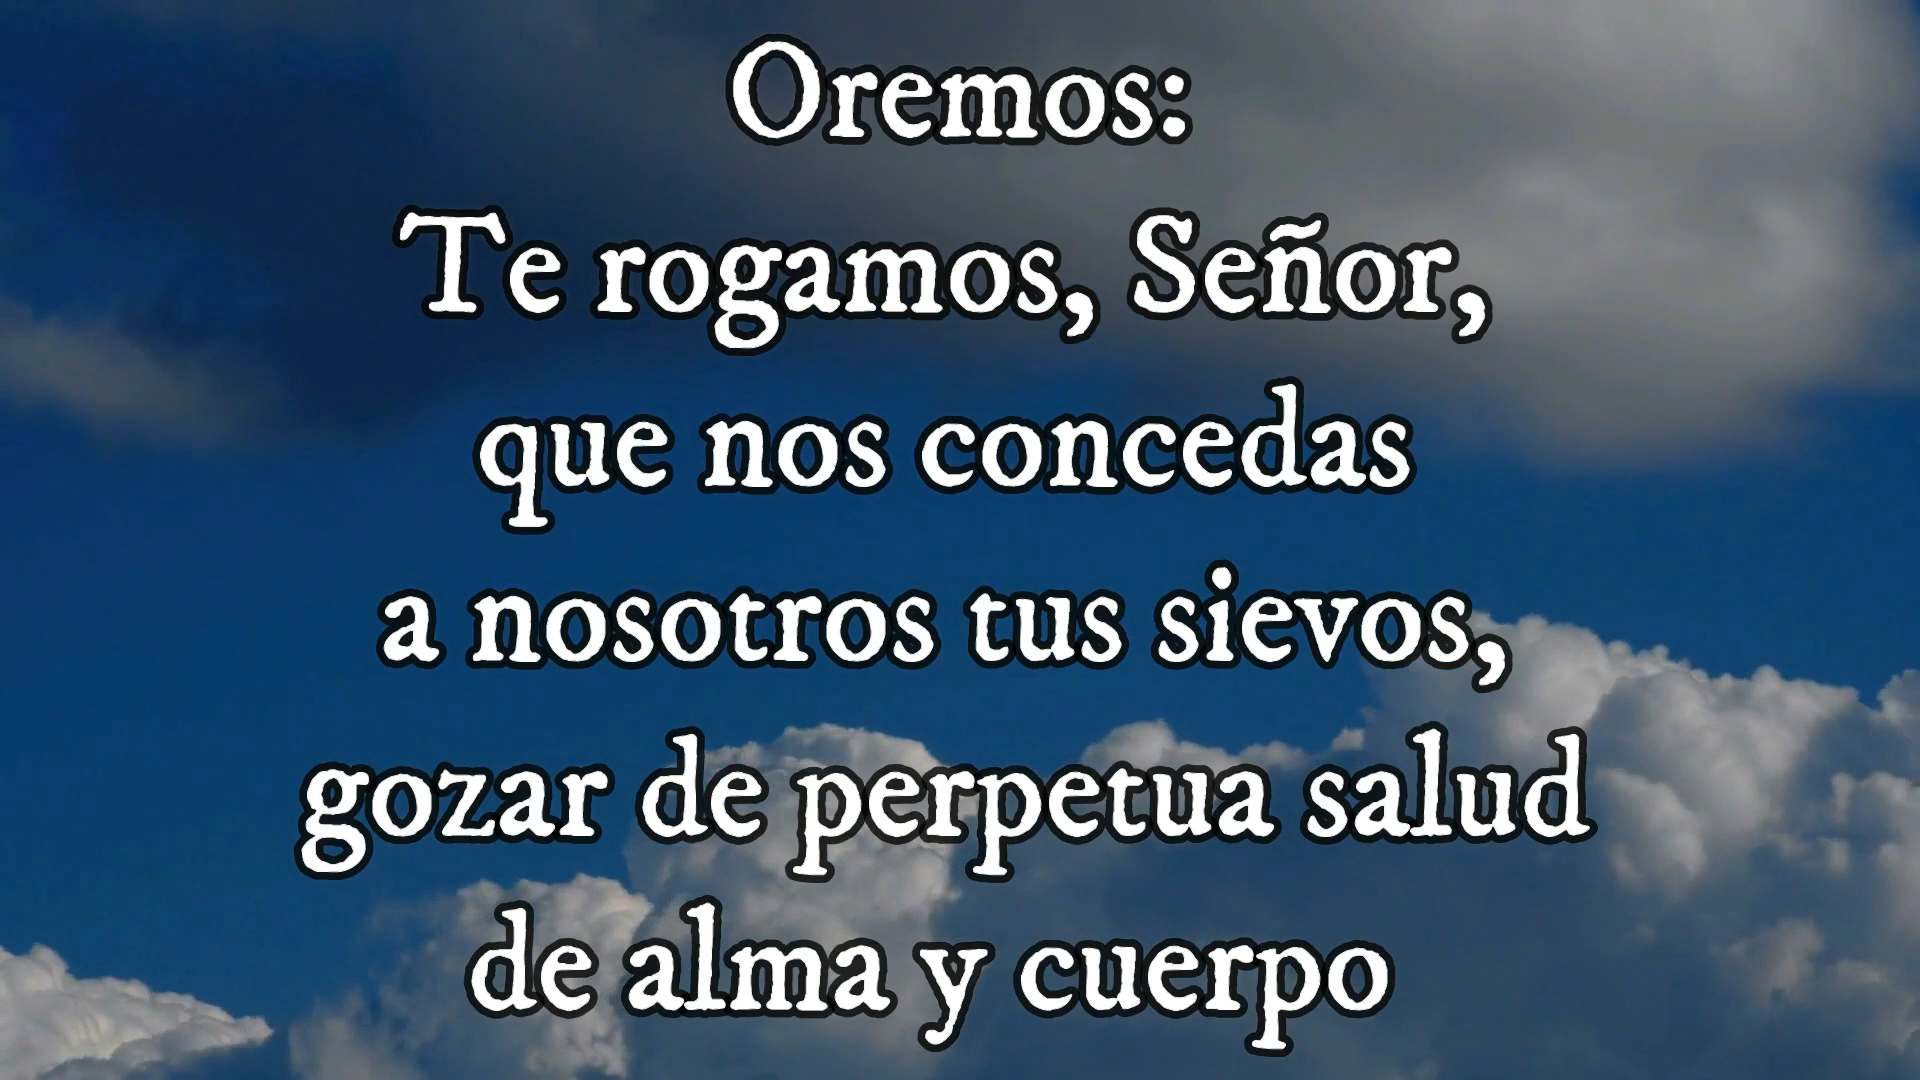 Oremos:
Te rogamos, Señor,
que nos concedas
a nosotros tus sievos,
gozar de perpetua salud
de alma y cuerpo